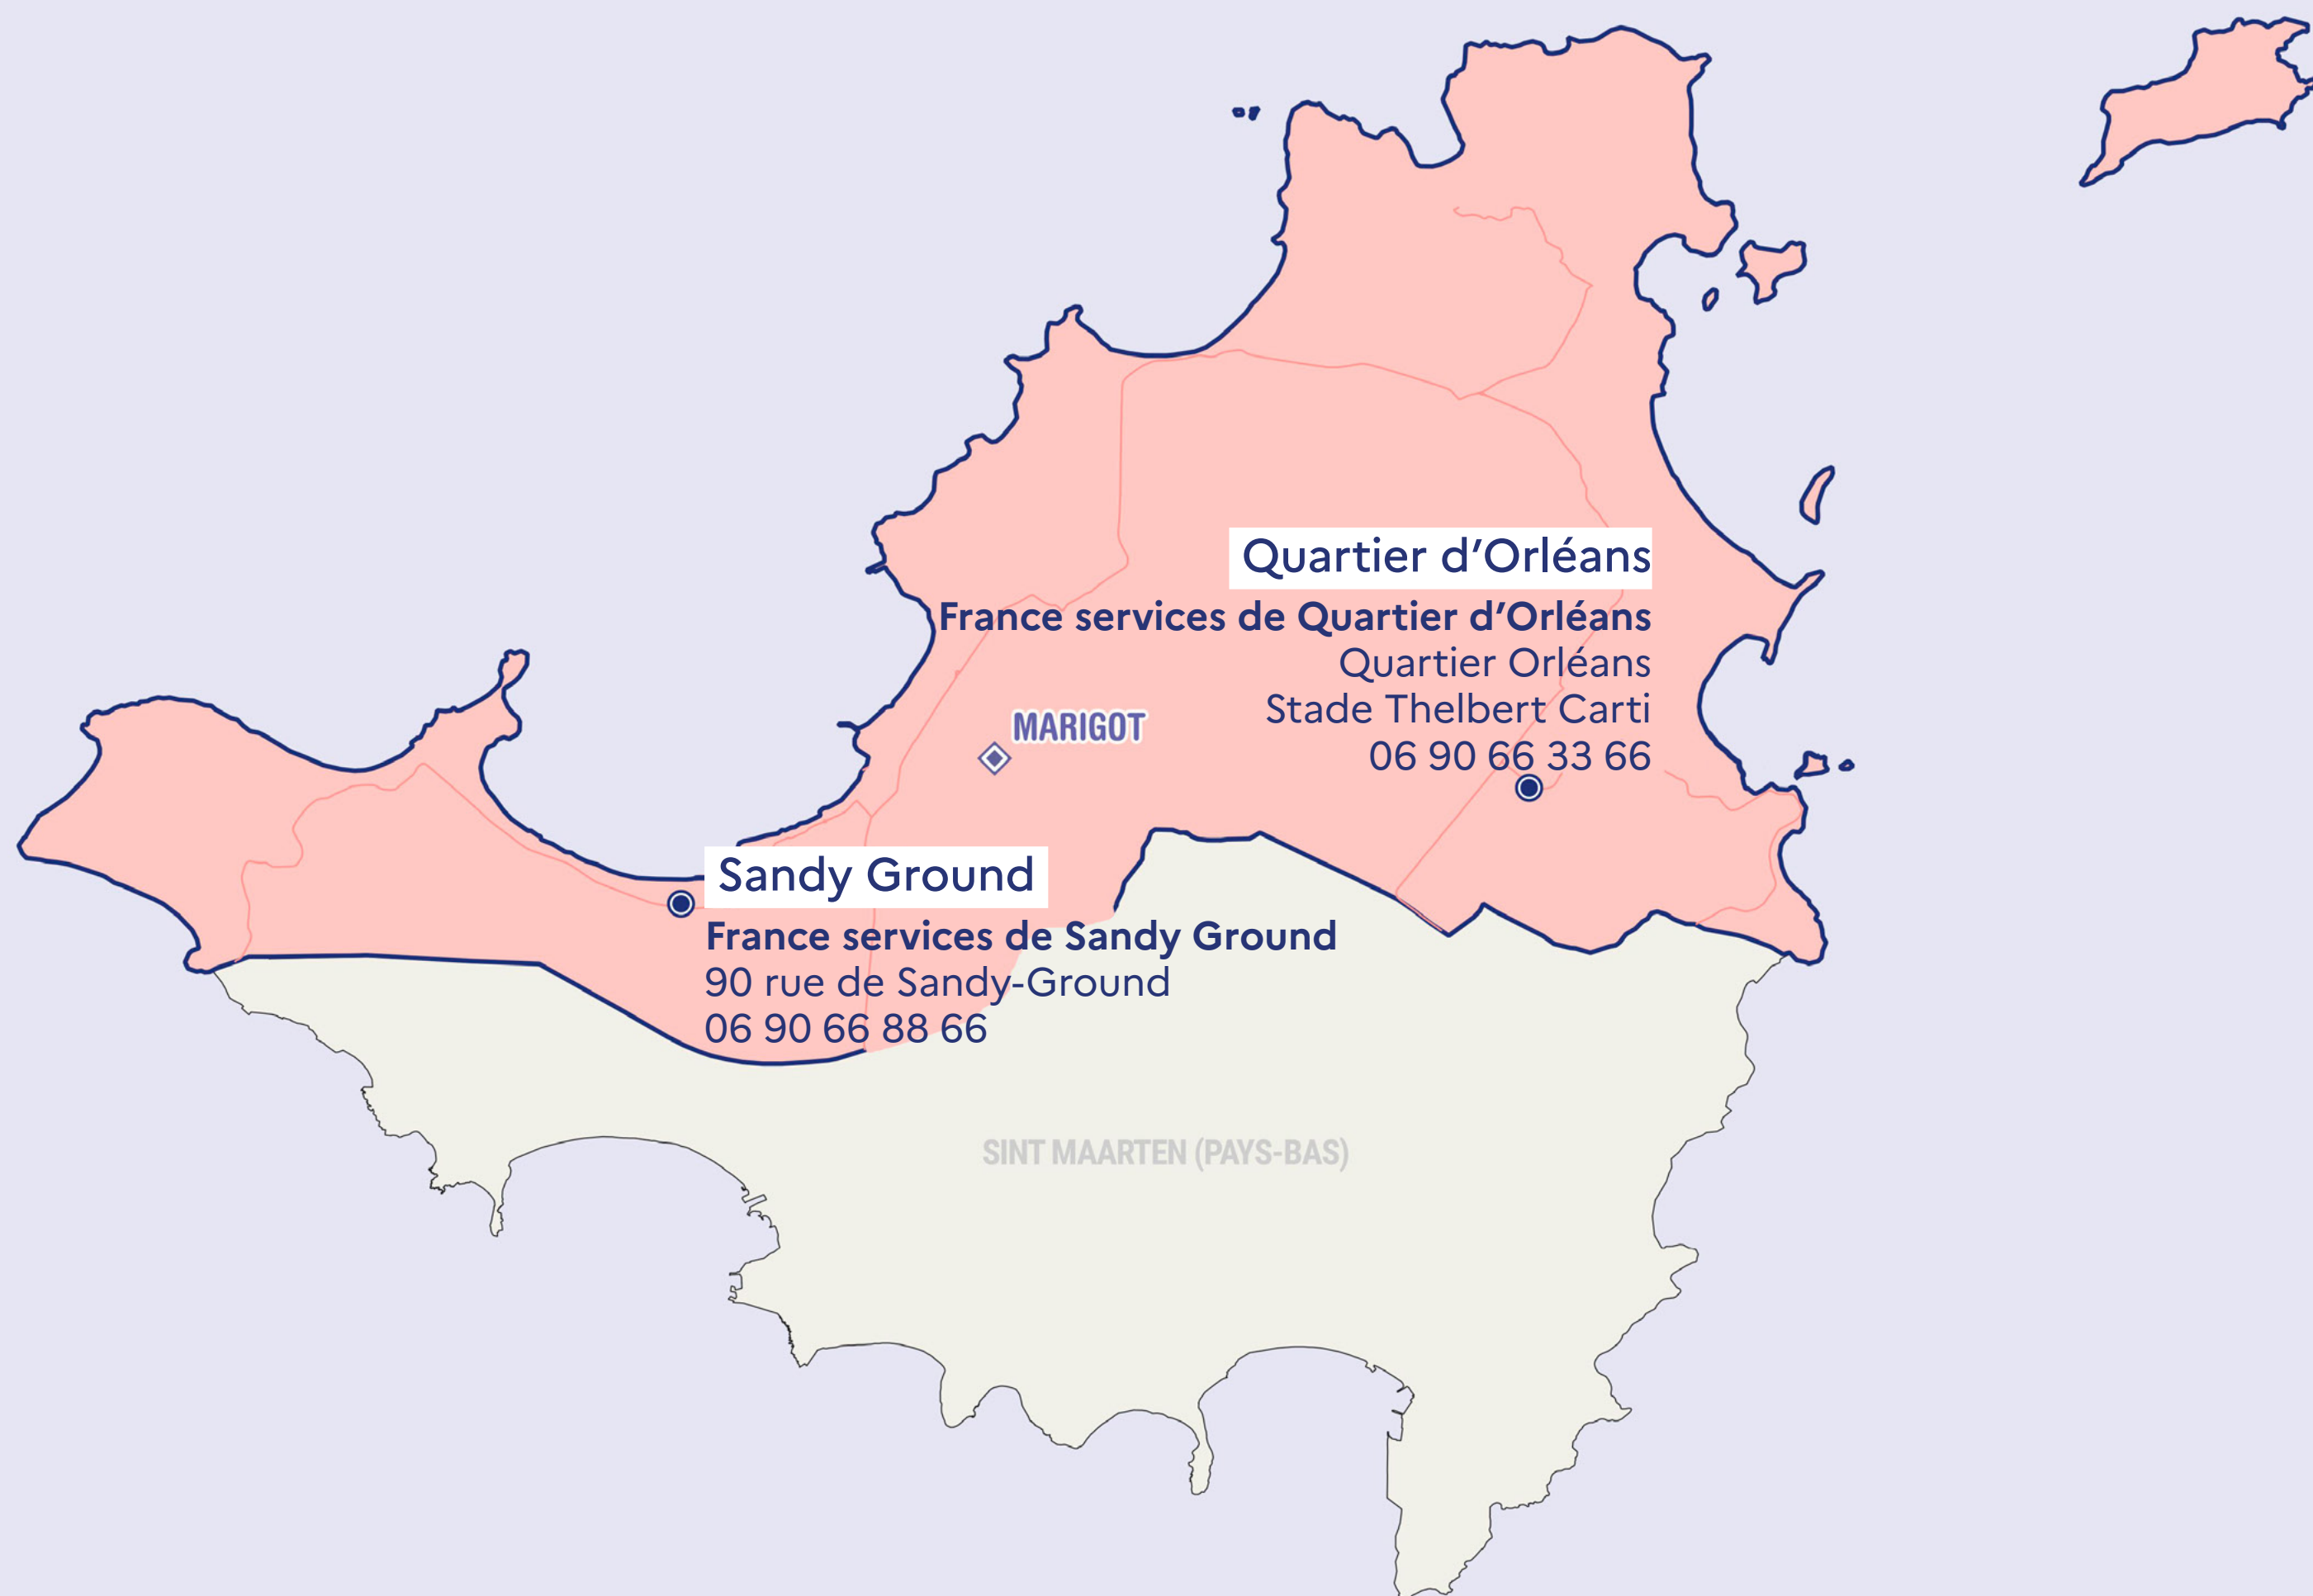 Quartier d’Orléans
France services de Quartier d’Orléans
Quartier Orléans
Stade Thelbert Carti
06 90 66 33 66
MARIGOT
Sandy Ground
France services de Sandy Ground
90 rue de Sandy-Ground
06 90 66 88 66
SINT MAARTEN (PAYS-BAS)